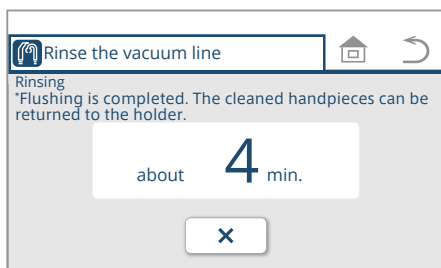 Rinse the vacuum line
Rinsing
*Flushing is completed. The cleaned handpieces can be
returned to the holder.
about 4 min.